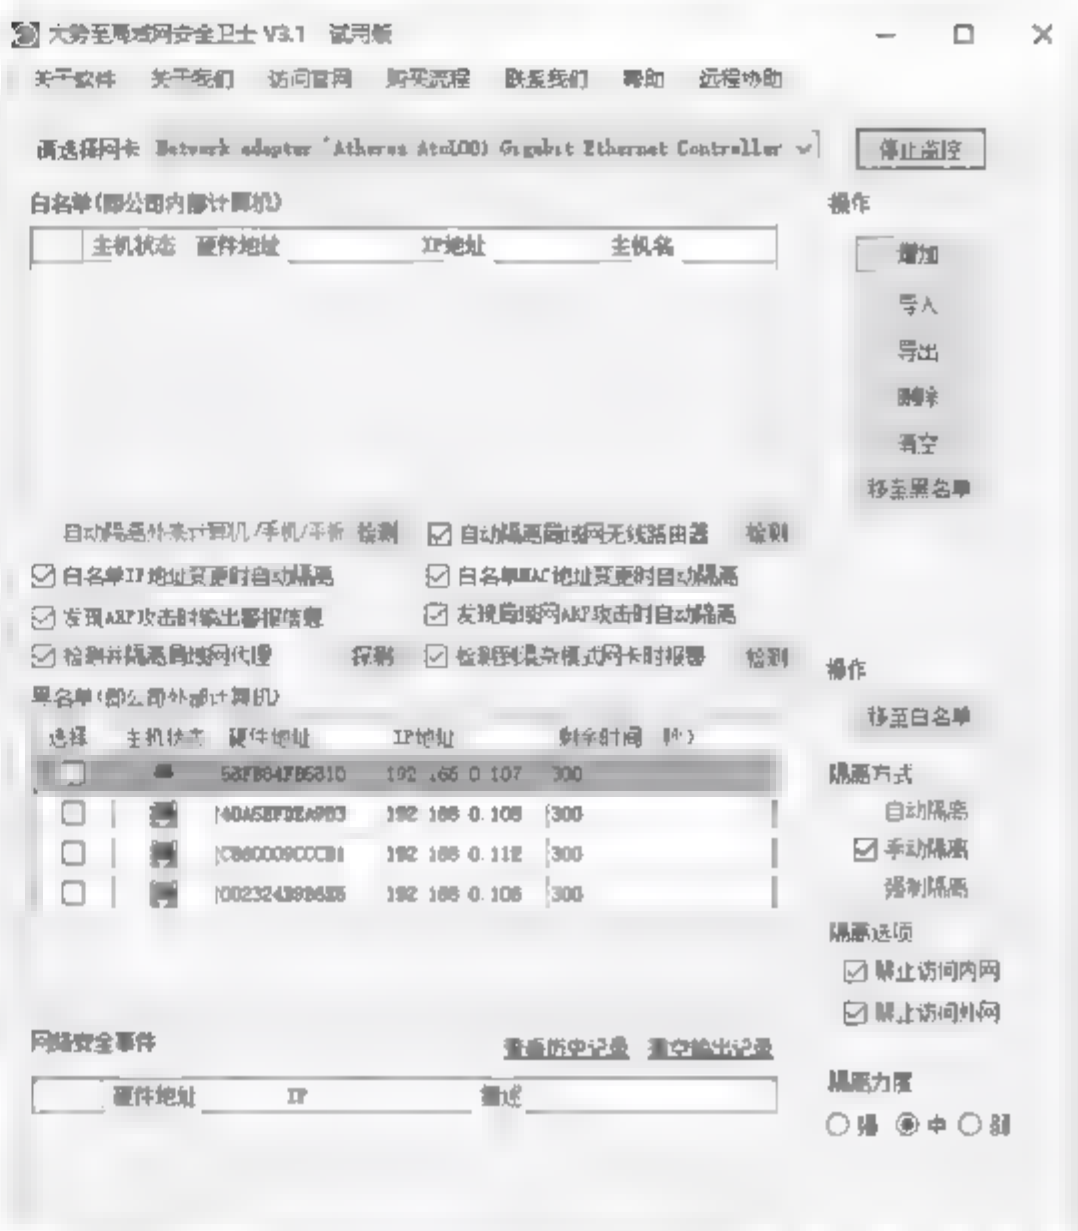 大势至局域网安全卫士 V3.1 试用版
关于软件 关于我们 访问官网 购买流程 联系我们 帮助 远程协助
请选择网卡 Network adapter 'Atheros Gigabit Ethernet Controller 停止监控
白名单(即公司内部计算机) 操作
主机状态 硬件地址 IP地址 主机名
增加
导入
导出
删除
清空
移至黑名单
自动隔离外来计算机/手机/平板 检测 自动隔离局域网无线路由器 检测
白名单IP地址变更时自动隔离 白名单MAC地址变更时自动隔离
发现ARP攻击时输出警报信息 发现局域网ARP攻击时自动隔离
检测并隔离局域网代理 探测 检测到混杂模式网卡时报警 检测
操作
黑名单(即公司外部计算机)
移至白名单
选择 主机状态 硬件地址 IP地址 剩余时间
192.168.0.107 300
300
192.168.0.112 300
300
隔离方式
自动隔离
手动隔离
强制隔离
隔离选项
禁止访问内网
禁止访问外网
网络安全事件 查看历史记录 清空输出记录
硬件地址 IP 描述
隔离力度
强 中 弱